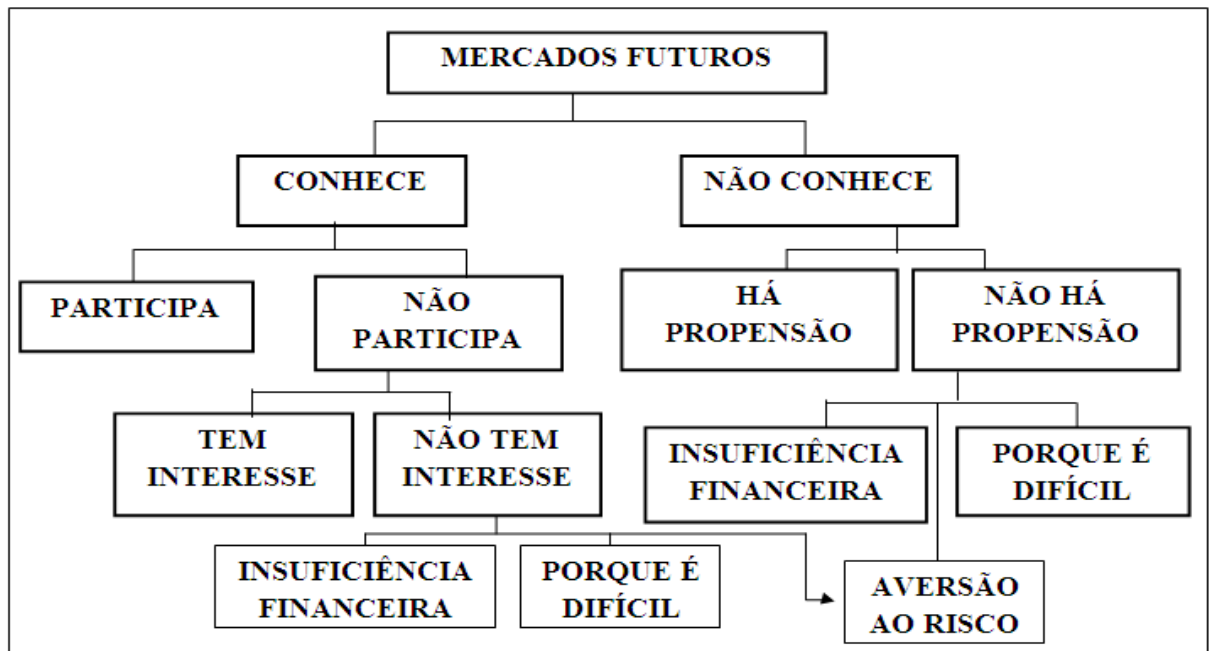 MERCADOS FUTUROS
CONHECE
NÃO CONHECE
PARTICIPA
NÃO
PARTICIPA
HÁ
PROPENSÃO
NÃO HÁ
PROPENSÃO
TEM
INTERESSE
NÃO TEM
INTERESSE
INSUFICIÊNCIA
FINANCEIRA
PORQUE É
DIFÍCIL
INSUFICIÊNCIA
FINANCEIRA
PORQUE É
DIFÍCIL
AVERSÃO
AO RISCO